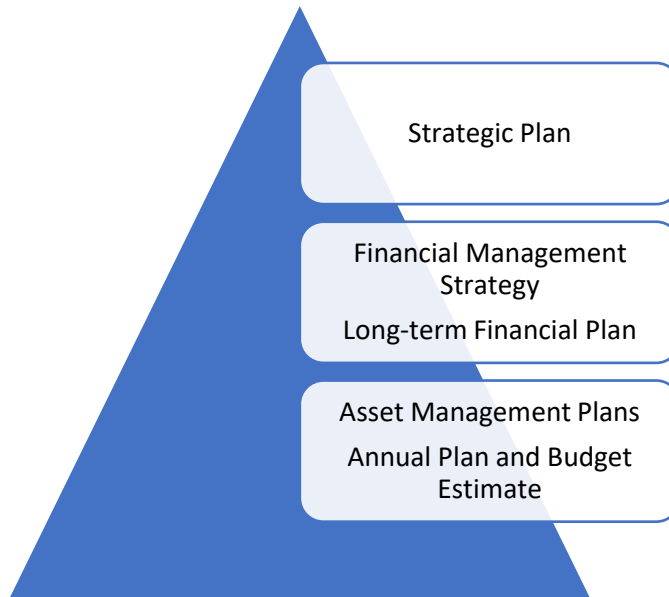 Strategic Plan
Financial Management
Strategy
Long-term Financial Plan
Asset Management Plans
Annual Plan and Budget
Estimate